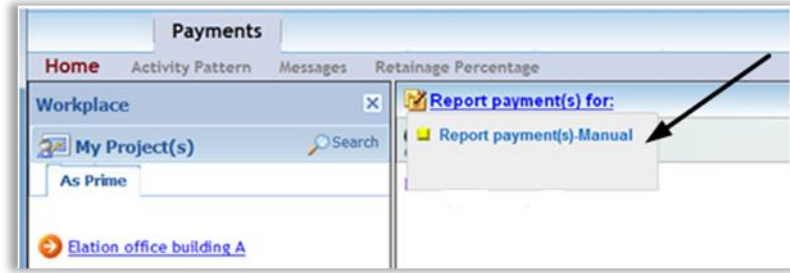 Payments
Home Activity Pattern Messages Retainage Percentage
Workplace
My Project(s) Search
As Prime
Elation office building A
Report payment(s) for:
Report payment(s)-Manual